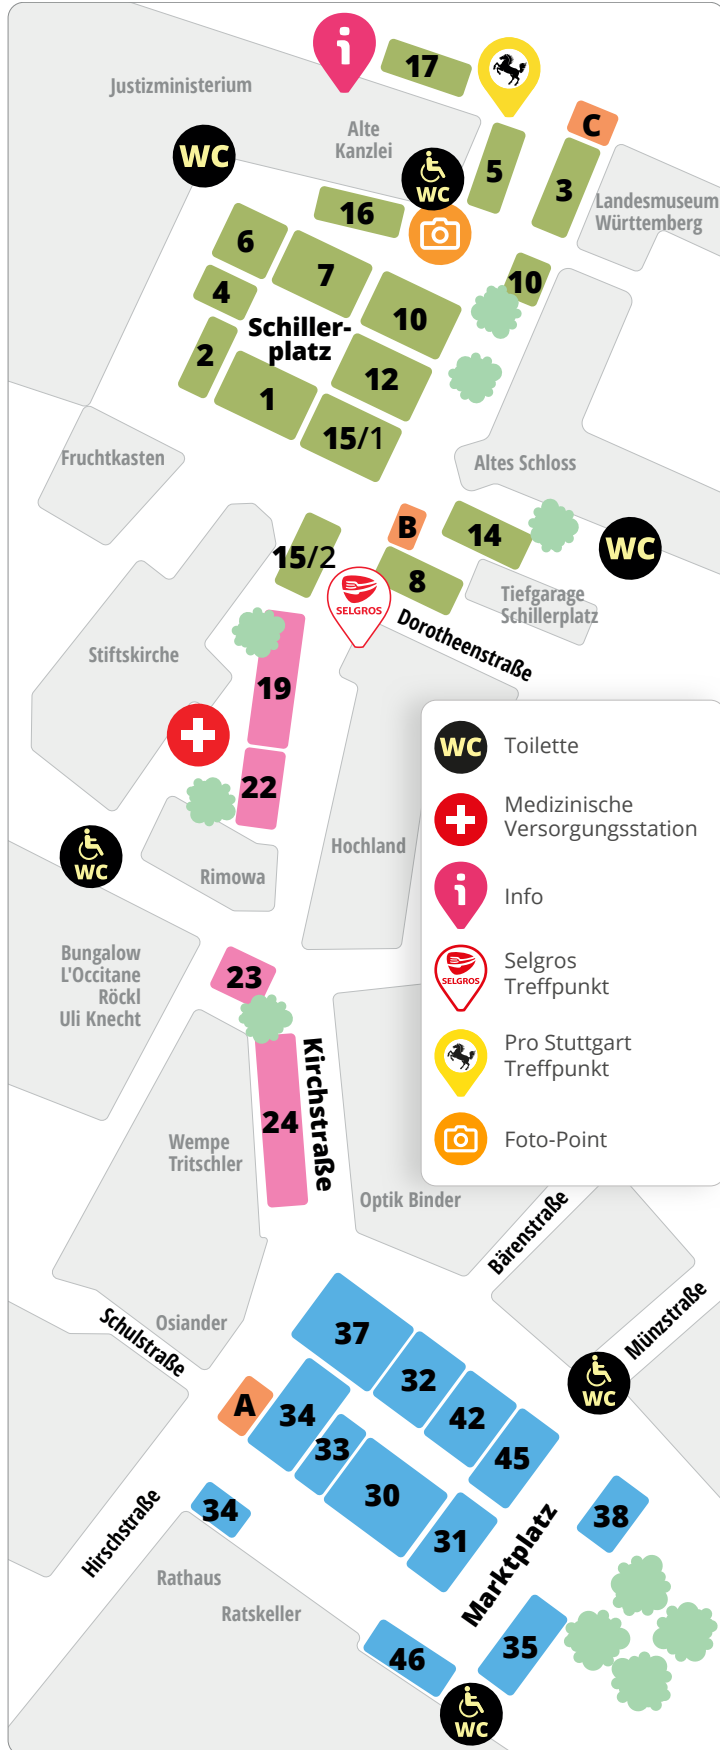 17
Justizministerium
C
Alte
Kanzlei
WC
WC
5
3
Landesmuseum
Württemberg
16
6
7
10
4
10
Schiller-
platz
2
12
1
15/1
Fruchtkasten
Altes Schloss
B
14
WC
15/2
8
SELGROS
Tiefgarage
Schillerplatz
Dorotheenstraße
Stiftskirche
19
22
WC
Hochland
Rimowa
WC
Toilette
Medizinische
Versorgungsstation
Info
SELGROS
Selgros
Treffpunkt
Pro Stuttgart
Treffpunkt
Foto-Point
Bungalow
L'Occitane
Röckl
Uli Knecht
23
Kirchstraße
24
Wempe
Tritschler
Optik Binder
Bärenstraße
Münzstraße
Schulstraße
Osiander
37
WC
32
A
34
42
33
45
30
34
38
31
Hirschstraße
Marktplatz
Rathaus
Ratskeller
35
46
WC